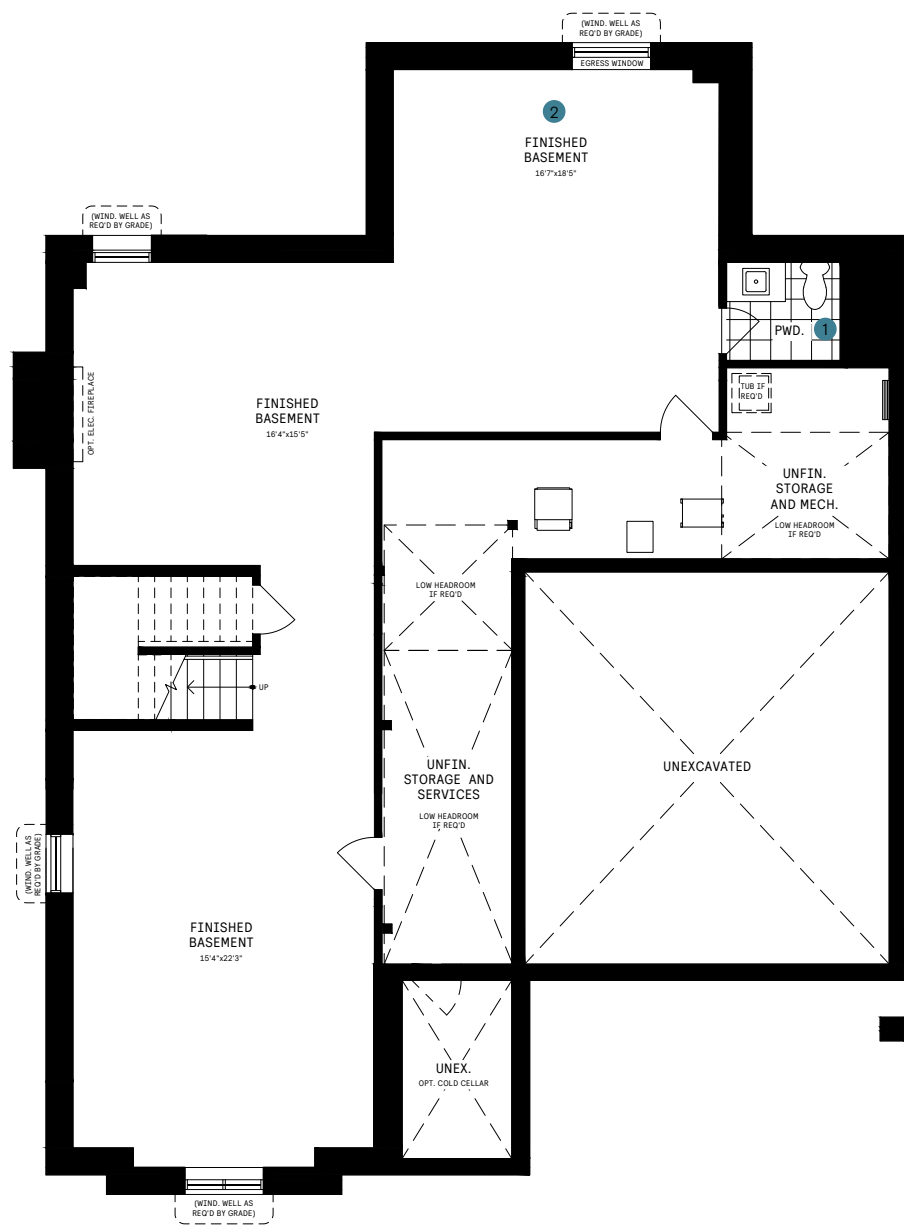 (WIND. WELL AS
REQ'D BY GRADE)
EGRESS WINDOW
2
FINISHED
BASEMENT
16'7"x18'5"
(WIND. WELL AS
REQ'D BY GRADE)
PWD.
1
OPT. ELEC. FIREPLACE
FINISHED
BASEMENT
16'4"x15'5"
TUB IF
REQ'D
UNFIN.
STORAGE
AND MECH.
LOW HEADROOM
IF REQ'D
LOW HEADROOM
IF REQ'D
UP
UNFIN.
STORAGE AND
SERVICES
LOW HEADROOM
IF REQ'D
UNEXCAVATED
(WIND. WELL AS
REQ'D BY GRADE)
FINISHED
BASEMENT
15'4"x22'3"
UNEX.
OPT. COLD CELLAR
(WIND. WELL AS
REQ'D BY GRADE)